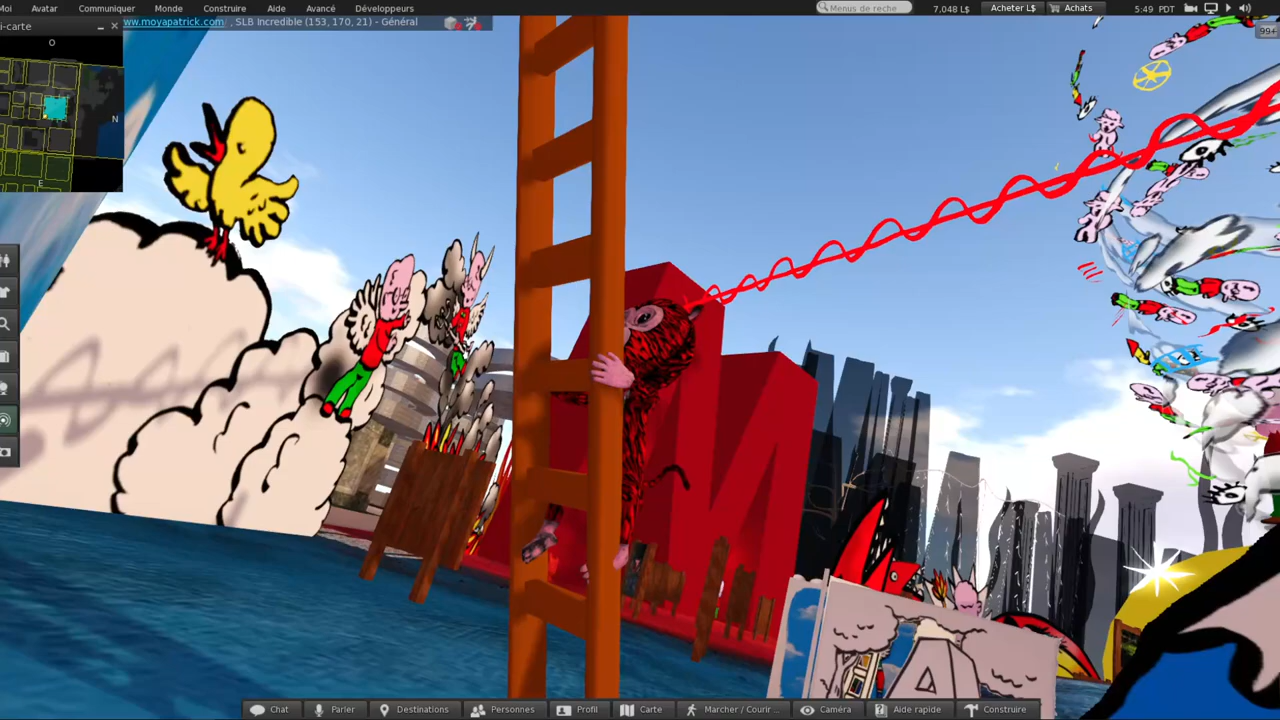 Moi Avatar Communiquer Monde Construire Aide Avancé Développeurs Menus de reche 7,048 L$ Acheter L$ Achats 5:49 PDT
www.moyapatrick.com , SLB Incredible (153, 170, 21) - Général
i-carte
99+
N
E
A
Chat Parler Destinations Personnes Profil Carte Marcher / Courir ... Caméra Aide rapide Construire